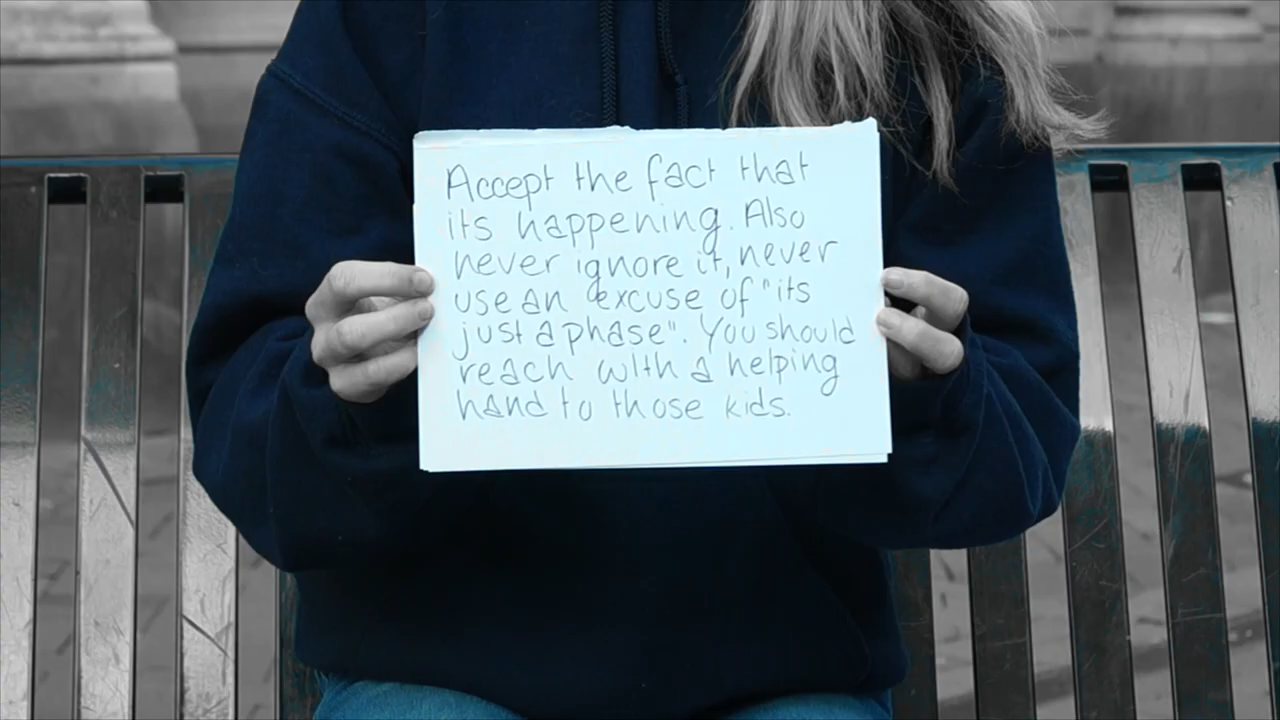 Accept the fact that
its happening. Also
never ignore it, never
use an excuse of "its
just a phase". You should
reach with a helping
hand to those kids.